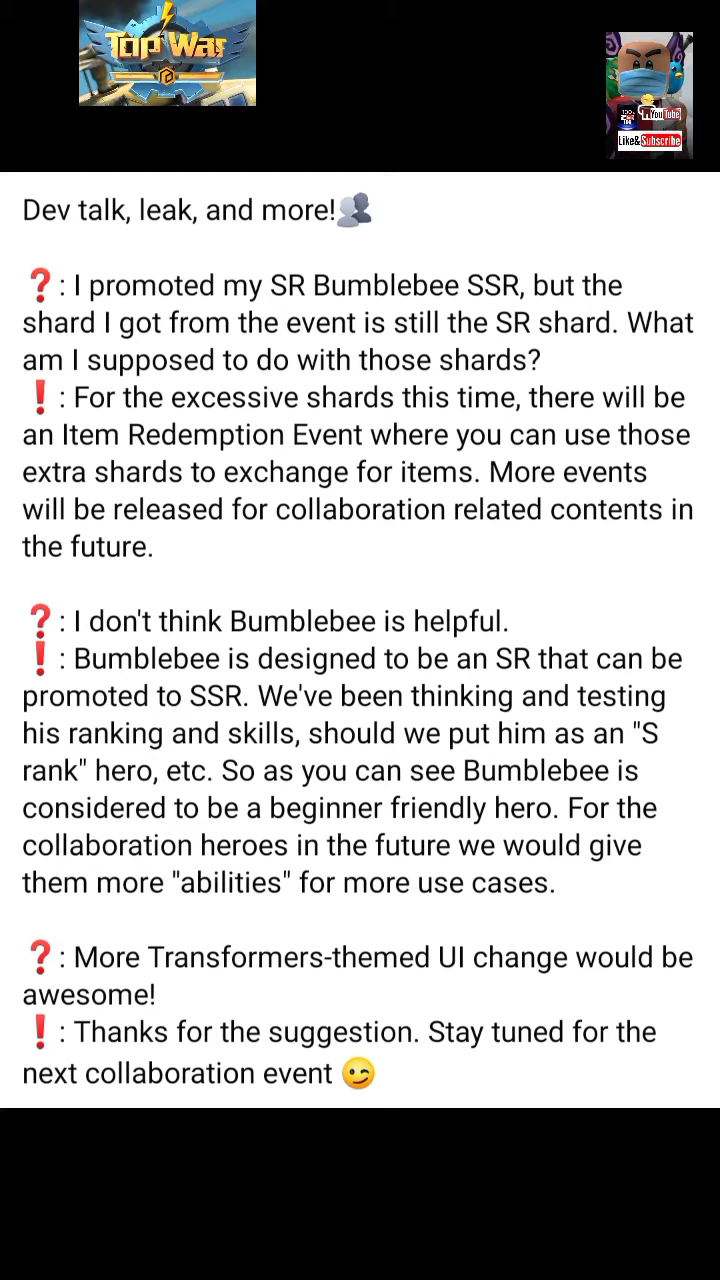 Top War
100%
YouTube
Like&Subscribe
Dev talk, leak, and more!👥
❓: I promoted my SR Bumblebee SSR, but the
shard I got from the event is still the SR shard. What
am I supposed to do with those shards?
❗: For the excessive shards this time, there will be
an Item Redemption Event where you can use those
extra shards to exchange for items. More events
will be released for collaboration related contents in
the future.
❓: I don't think Bumblebee is helpful.
❗: Bumblebee is designed to be an SR that can be
promoted to SSR. We've been thinking and testing
his ranking and skills, should we put him as an "S
rank" hero, etc. So as you can see Bumblebee is
considered to be a beginner friendly hero. For the
collaboration heroes in the future we would give
them more "abilities" for more use cases.
❓: More Transformers-themed UI change would be
awesome!
❗: Thanks for the suggestion. Stay tuned for the
next collaboration event 😉